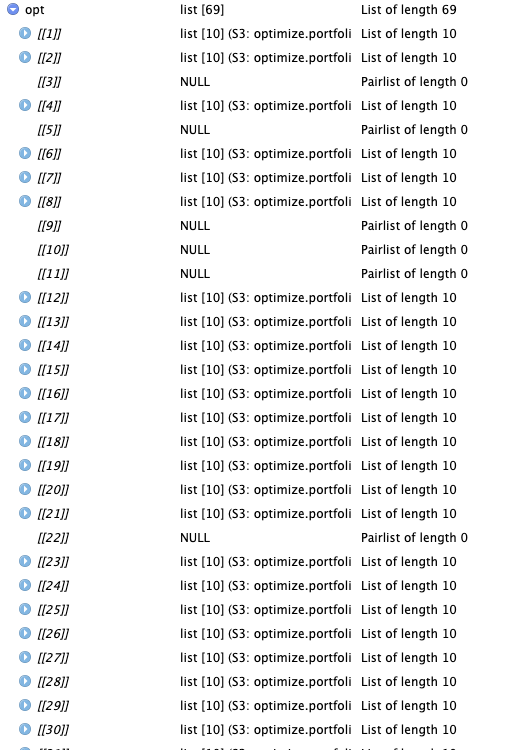 opt list [69] List of length 69
[[1]] list [10] (S3: optimize.portfoli List of length 10
[[2]] list [10] (S3: optimize.portfoli List of length 10
[[3]] NULL Pairlist of length 0
[[4]] list [10] (S3: optimize.portfoli List of length 10
[[5]] NULL Pairlist of length 0
[[6]] list [10] (S3: optimize.portfoli List of length 10
[[7]] list [10] (S3: optimize.portfoli List of length 10
[[8]] list [10] (S3: optimize.portfoli List of length 10
[[9]] NULL Pairlist of length 0
[[10]] NULL Pairlist of length 0
[[11]] NULL Pairlist of length 0
[[12]] list [10] (S3: optimize.portfoli List of length 10
[[13]] list [10] (S3: optimize.portfoli List of length 10
[[14]] list [10] (S3: optimize.portfoli List of length 10
[[15]] list [10] (S3: optimize.portfoli List of length 10
[[16]] list [10] (S3: optimize.portfoli List of length 10
[[17]] list [10] (S3: optimize.portfoli List of length 10
[[18]] list [10] (S3: optimize.portfoli List of length 10
[[19]] list [10] (S3: optimize.portfoli List of length 10
[[20]] list [10] (S3: optimize.portfoli List of length 10
[[21]] list [10] (S3: optimize.portfoli List of length 10
[[22]] NULL Pairlist of length 0
[[23]] list [10] (S3: optimize.portfoli List of length 10
[[24]] list [10] (S3: optimize.portfoli List of length 10
[[25]] list [10] (S3: optimize.portfoli List of length 10
[[26]] list [10] (S3: optimize.portfoli List of length 10
[[27]] list [10] (S3: optimize.portfoli List of length 10
[[28]] list [10] (S3: optimize.portfoli List of length 10
[[29]] list [10] (S3: optimize.portfoli List of length 10
[[30]] list [10] (S3: optimize.portfoli List of length 10